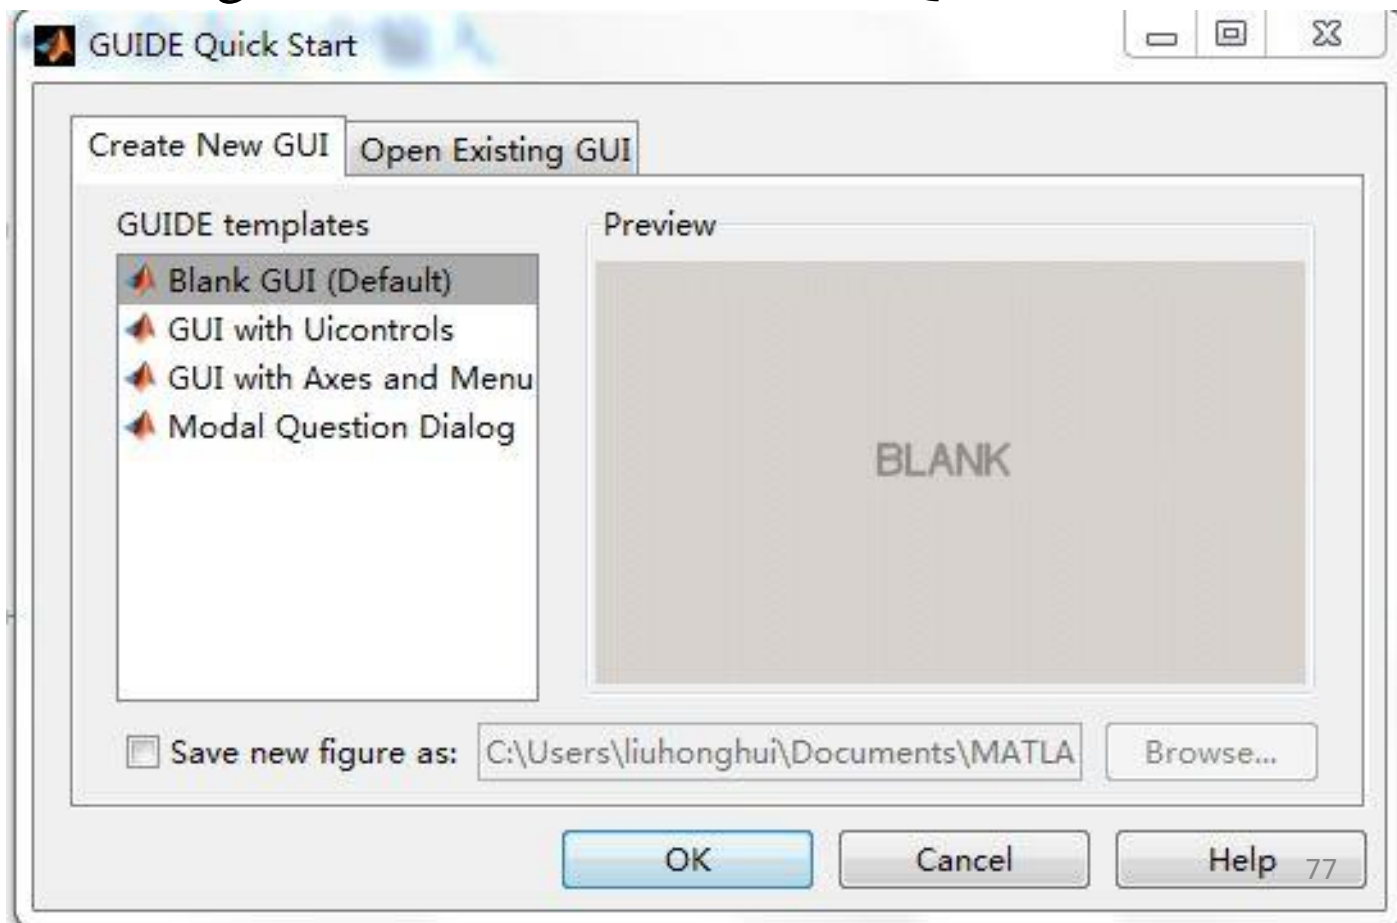 GUIDE Quick Start
Create New GUI
Open Existing GUI
GUIDE templates
Preview
Blank GUI (Default)
GUI with Uicontrols
GUI with Axes and Menu
Modal Question Dialog
BLANK
Save new figure as:
C:\Users\liuhonghui\Documents\MATLA
Browse...
OK
Cancel
Help
77